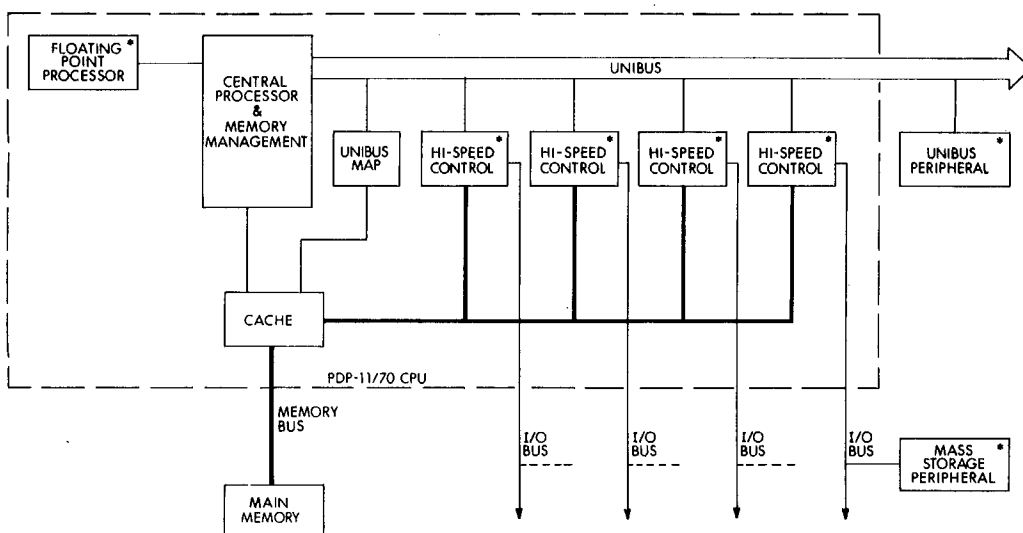 FLOATING *
POINT
PROCESSOR
CENTRAL
PROCESSOR
&
MEMORY
MANAGEMENT
UNIBUS
UNIBUS
MAP
HI-SPEED *
CONTROL
HI-SPEED *
CONTROL
HI-SPEED *
CONTROL
HI-SPEED *
CONTROL
UNIBUS *
PERIPHERAL
CACHE
PDP-11/70 CPU
MEMORY
BUS
I/O
BUS
I/O
BUS
I/O
BUS
I/O
BUS
MASS *
STORAGE
PERIPHERAL
MAIN
MEMORY